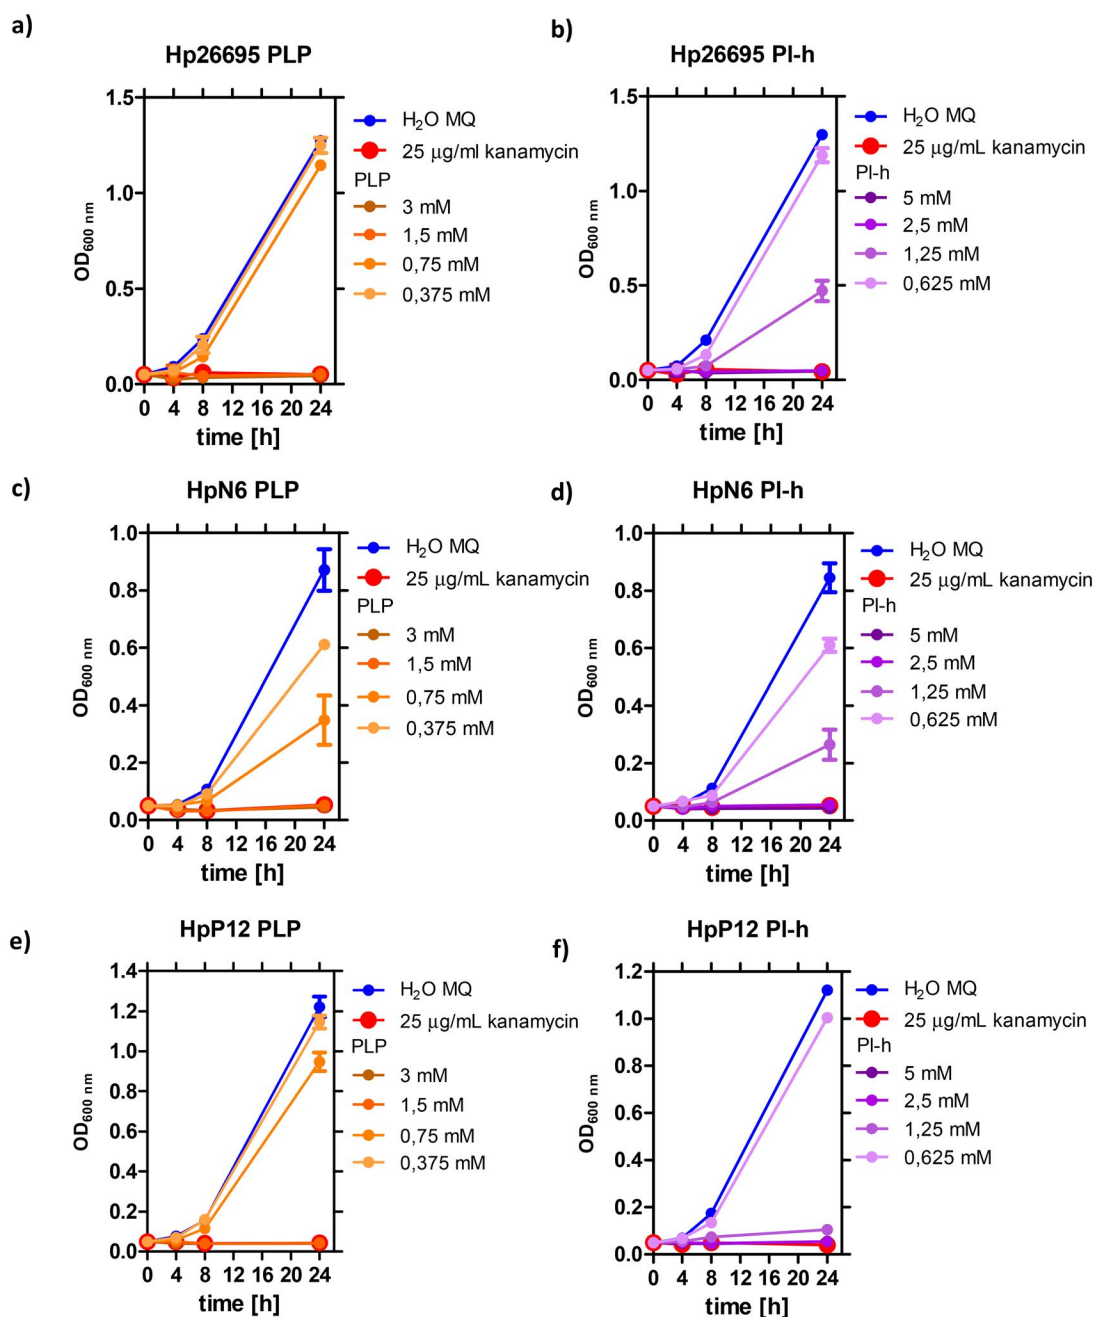 a)
Hp26695 PLP
1.5
1.0
0.5
0.0
OD600 nm
0 4 8 12 16 20 24
time [h]
H2O MQ
25 μg/ml kanamycin
PLP
3 mM
1,5 mM
0,75 mM
0,375 mM
b)
Hp26695 Pl-h
1.5
1.0
0.5
0.0
OD600 nm
0 4 8 12 16 20 24
time [h]
H2O MQ
25 μg/mL kanamycin
Pl-h
5 mM
2,5 mM
1,25 mM
0,625 mM
c)
HpN6 PLP
1.0
0.8
0.6
0.4
0.2
0.0
OD600 nm
0 4 8 12 16 20 24
time [h]
H2O MQ
25 μg/mL kanamycin
PLP
3 mM
1,5 mM
0,75 mM
0,375 mM
d)
HpN6 Pl-h
1.0
0.8
0.6
0.4
0.2
0.0
OD600 nm
0 4 8 12 16 20 24
time [h]
H2O MQ
25 μg/mL kanamycin
Pl-h
5 mM
2,5 mM
1,25 mM
0,625 mM
e)
HpP12 PLP
1.4
1.2
1.0
0.8
0.6
0.4
0.2
0.0
OD600 nm
0 4 8 12 16 20 24
time [h]
H2O MQ
25 μg/mL kanamycin
PLP
3 mM
1,5 mM
0,75 mM
0,375 mM
f)
HpP12 Pl-h
1.2
1.0
0.8
0.6
0.4
0.2
0.0
OD600 nm
0 4 8 12 16 20 24
time [h]
H2O MQ
25 μg/mL kanamycin
Pl-h
5 mM
2,5 mM
1,25 mM
0,625 mM